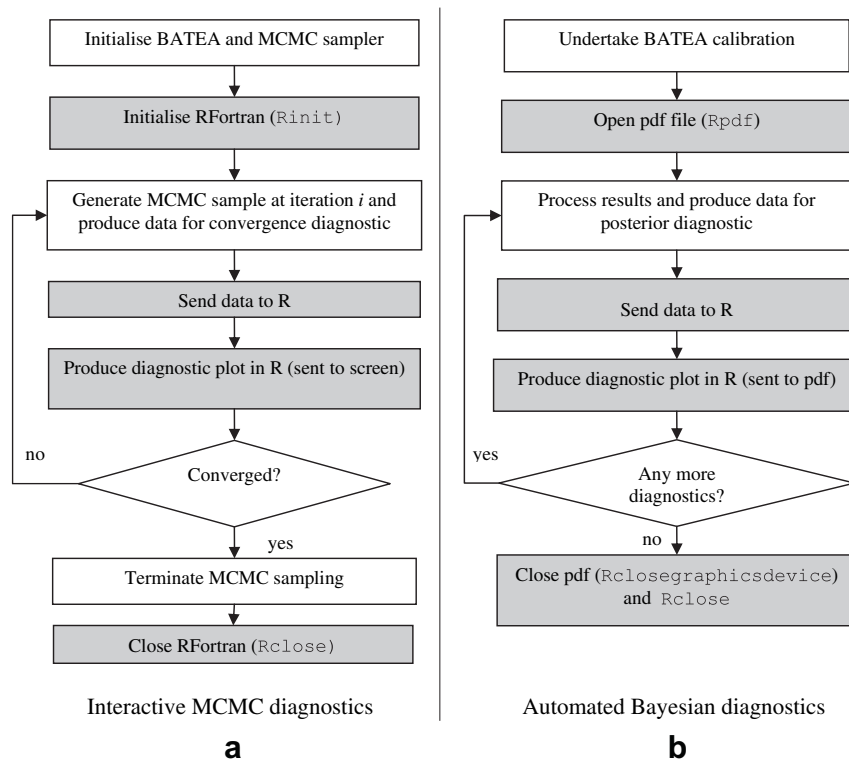 Initialise BATEA and MCMC sampler
Initialise RFortran (Rinit)
Generate MCMC sample at iteration i and
produce data for convergence diagnostic
Send data to R
Produce diagnostic plot in R (sent to screen)
no
Converged?
yes
Terminate MCMC sampling
Close RFortran (Rclose)
Interactive MCMC diagnostics
a
Undertake BATEA calibration
Open pdf file (Rpdf)
Process results and produce data for
posterior diagnostic
Send data to R
Produce diagnostic plot in R (sent to pdf)
yes
Any more
diagnostics?
no
Close pdf (Rclosegraphicsdevice)
and Rclose
Automated Bayesian diagnostics
b